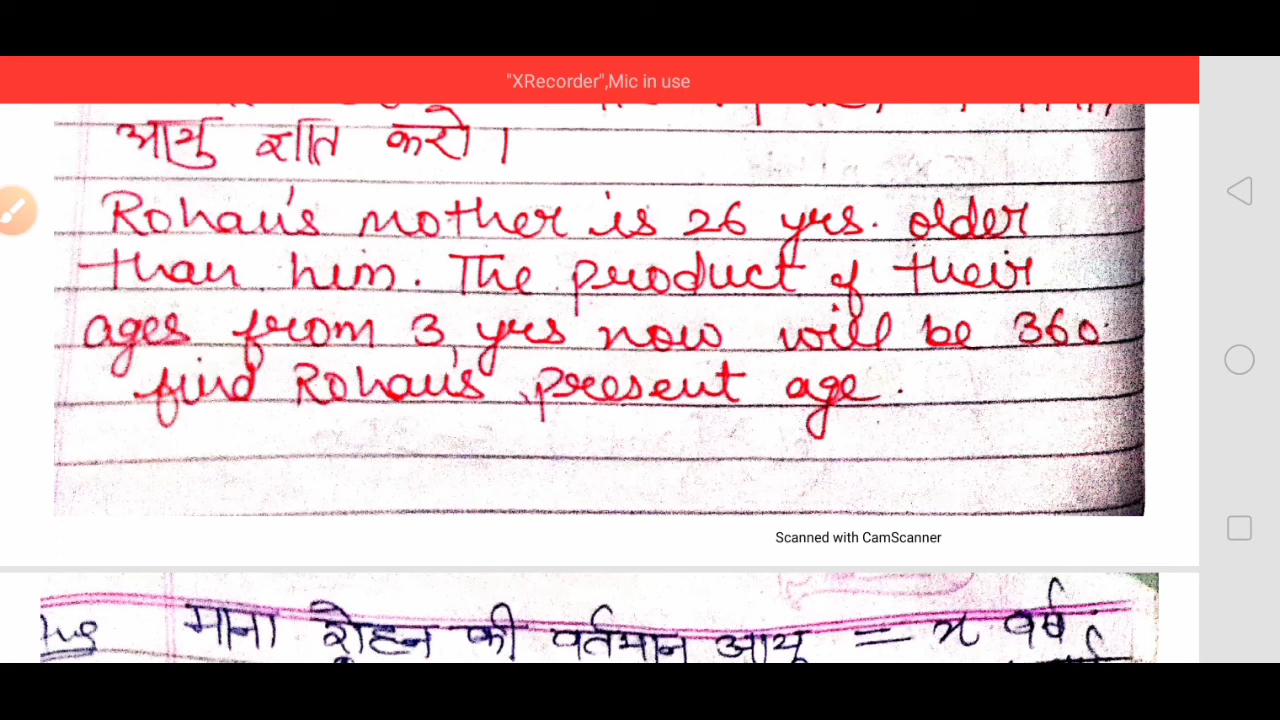 "XRecorder",Mic in use
आयु ज्ञात करो ।
Rohan's mother is 26 yrs. older
than him. The product of their
ages from 3 yrs now will be 360
find Rohan's present age.
Scanned with CamScanner
माना रोहन की वर्तमान आयु = x वर्ष